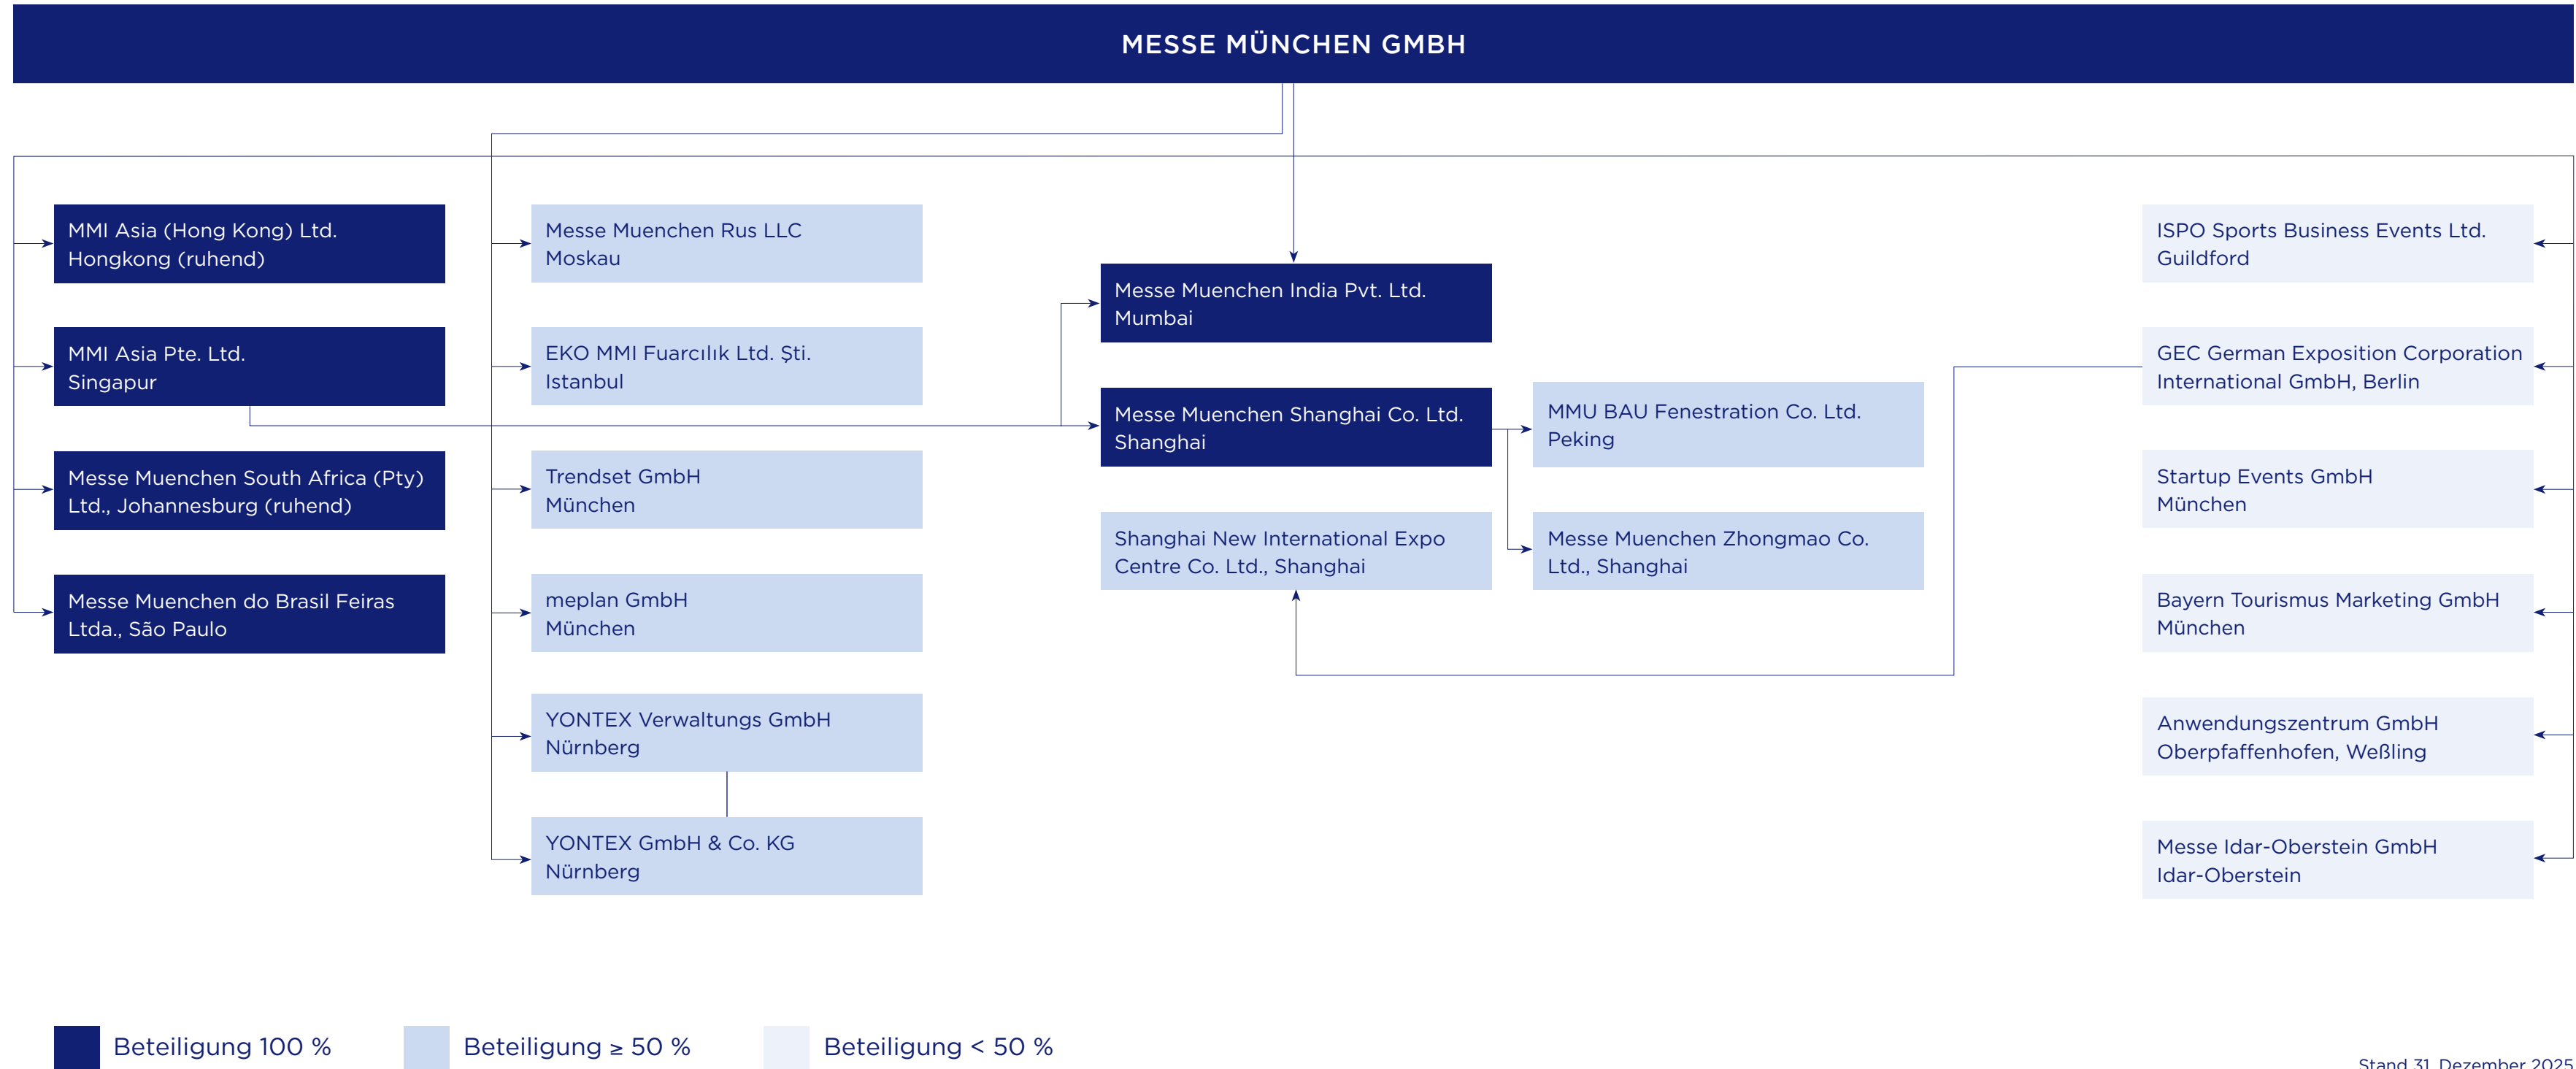 MESSE MÜNCHEN GMBH
MMI Asia (Hong Kong) Ltd.
Hongkong (ruhend)
MMI Asia Pte. Ltd.
Singapur
Messe Muenchen South Africa (Pty)
Ltd., Johannesburg (ruhend)
Messe Muenchen do Brasil Feiras
Ltda., São Paulo
Messe Muenchen Rus LLC
Moskau
EKO MMI Fuarcılık Ltd. Şti.
Istanbul
Trendset GmbH
München
meplan GmbH
München
YONTEX Verwaltungs GmbH
Nürnberg
YONTEX GmbH & Co. KG
Nürnberg
Messe Muenchen India Pvt. Ltd.
Mumbai
Messe Muenchen Shanghai Co. Ltd.
Shanghai
Shanghai New International Expo
Centre Co. Ltd., Shanghai
MMU BAU Fenestration Co. Ltd.
Peking
Messe Muenchen Zhongmao Co.
Ltd., Shanghai
ISPO Sports Business Events Ltd.
Guildford
GEC German Exposition Corporation
International GmbH, Berlin
Startup Events GmbH
München
Bayern Tourismus Marketing GmbH
München
Anwendungszentrum GmbH
Oberpfaffenhofen, Weßling
Messe Idar-Oberstein GmbH
Idar-Oberstein
Beteiligung 100 %
Beteiligung ≥ 50 %
Beteiligung < 50 %
Stand 31. Dezember 2025